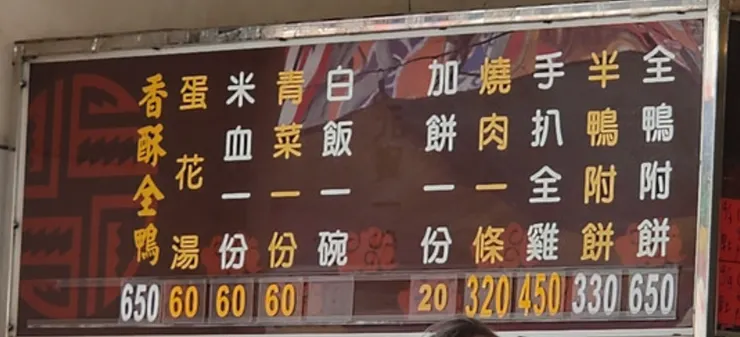 全鴨附餅 650
半鴨附餅 330
手扒全雞 450
燒肉一條 320
加餅一份 20
白飯一碗
青菜一份 60
米血一份 60
蛋花湯 60
香酥全鴨 650